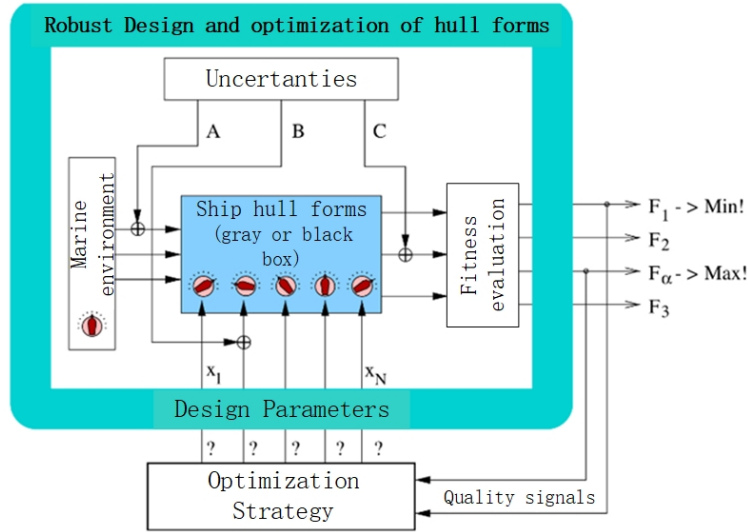 Robust Design and optimization of hull forms
Uncertanties
A
B
C
Marine
environment
Ship hull forms
(gray or black
box)
Fitness
evaluation
F1 -> Min!
F2
Fα -> Max!
F3
x1
xN
Design Parameters
? ? ? ? ?
Optimization
Strategy
Quality signals